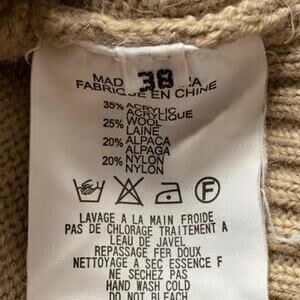 38
MAD
FABRIQUE EN CHINE
35% ACRYLIC
ACRYLIQUE
25% WOOL
LAINE
20% ALPACA
ALPAGA
20% NYLON
NYLON
F
LAVAGE A LA MAIN FROIDE
PAS DE CHLORAGE TRAITEMENT A
LEAU DE JAVEL
REPASSAGE FER DOUX
NETTOYAGE A SEC ESSENCE F
NE SECHEZ PAS
HAND WASH COLD
DO NOT BLEACH